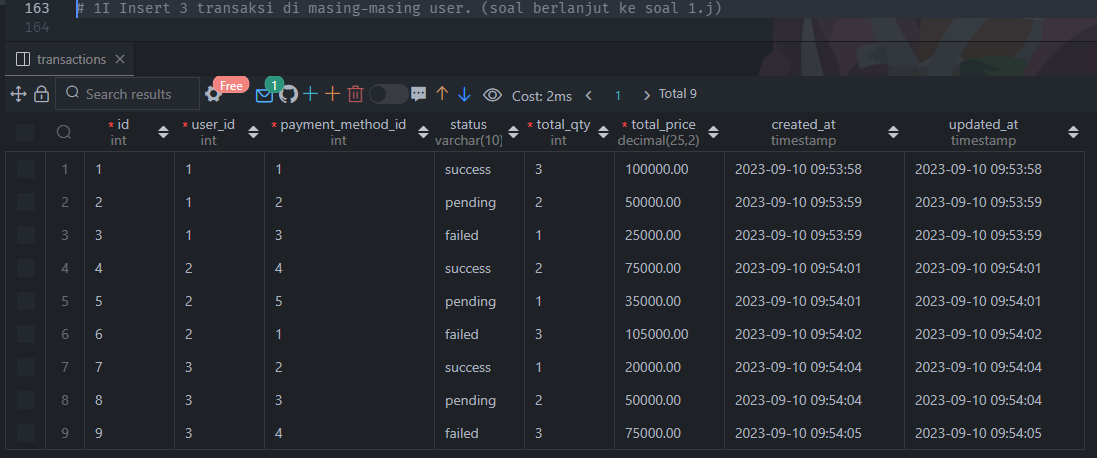 163 # 1I Insert 3 transaksi di masing-masing user. (soal berlanjut ke soal 1.j)
164
transactions
Search results Free 1 Cost: 2ms 1 Total 9
* id * user_id * payment_method_id status * total_qty * total_price created_at updated_at
int int int varchar(10) int decimal(25,2) timestamp timestamp
1 1 1 1 success 3 100000.00 2023-09-10 09:53:58 2023-09-10 09:53:58
2 2 1 2 pending 2 50000.00 2023-09-10 09:53:59 2023-09-10 09:53:59
3 3 1 3 failed 1 25000.00 2023-09-10 09:53:59 2023-09-10 09:53:59
4 4 2 4 success 2 75000.00 2023-09-10 09:54:01 2023-09-10 09:54:01
5 5 2 5 pending 1 35000.00 2023-09-10 09:54:01 2023-09-10 09:54:01
6 6 2 1 failed 3 105000.00 2023-09-10 09:54:02 2023-09-10 09:54:02
7 7 3 2 success 1 20000.00 2023-09-10 09:54:04 2023-09-10 09:54:04
8 8 3 3 pending 2 50000.00 2023-09-10 09:54:04 2023-09-10 09:54:04
9 9 3 4 failed 3 75000.00 2023-09-10 09:54:05 2023-09-10 09:54:05